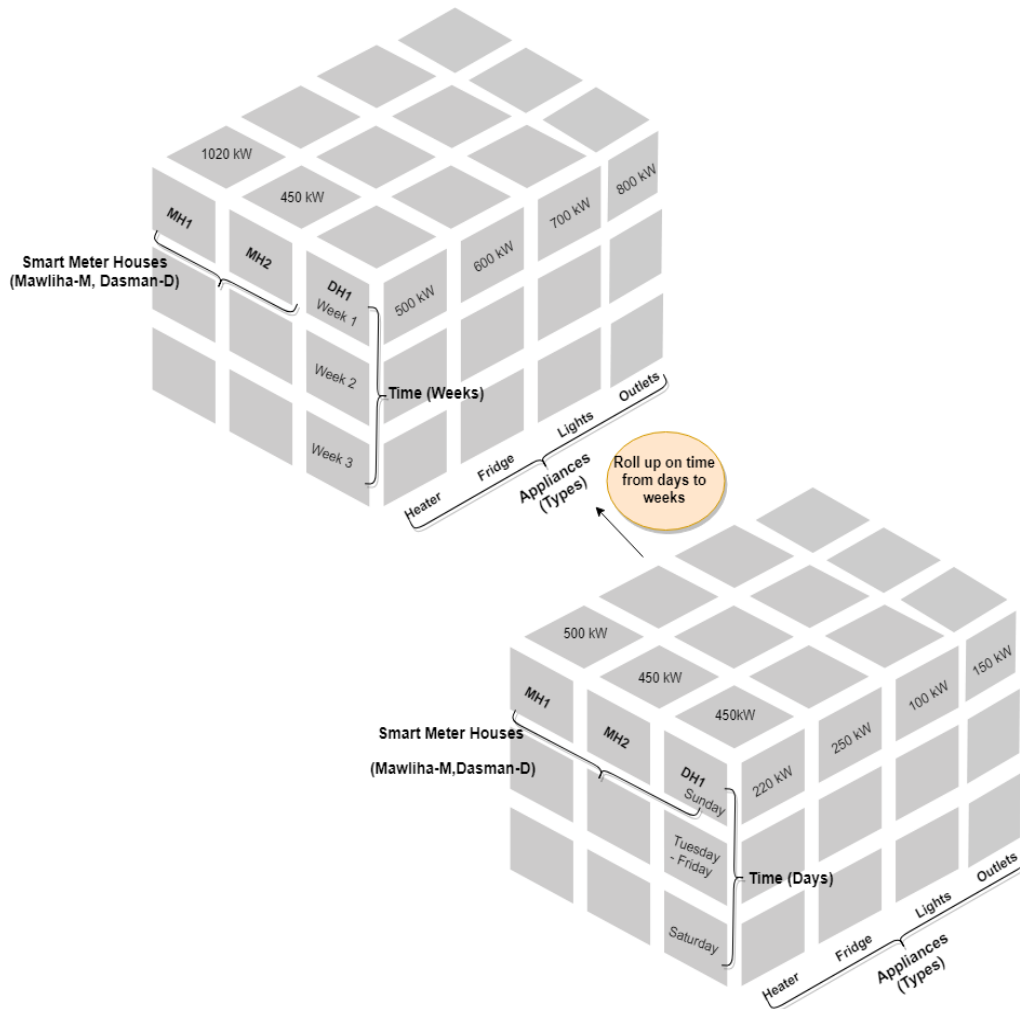 1020 kW
450 kW
MH1
MH2
DH1
Week 1
Week 2
Week 3
500 kW
600 kW
700 kW
800 kW
Smart Meter Houses
(Mawliha-M, Dasman-D)
Time (Weeks)
Heater
Fridge
Lights
Outlets
Appliances
(Types)
Roll up on time
from days to
weeks
500 kW
450 kW
450kW
MH1
MH2
DH1
Sunday
Tuesday
- Friday
Saturday
220 kW
250 kW
100 kW
150 kW
Smart Meter Houses
(Mawliha-M,Dasman-D)
Time (Days)
Heater
Fridge
Lights
Outlets
Appliances
(Types)